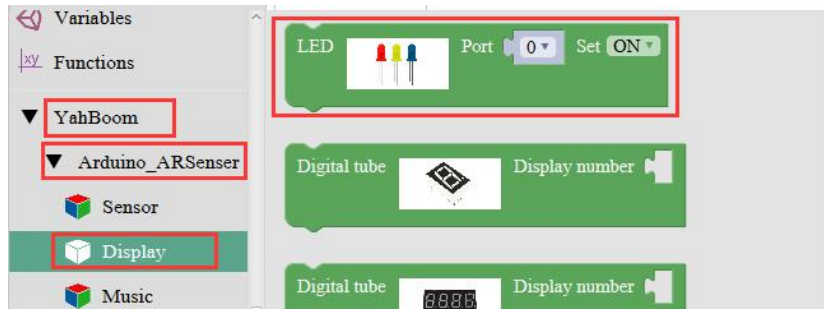 Variables
Functions
YahBoom
Arduino_ARSenser
Sensor
Display
Music
LED Port 0 Set ON
Digital tube Display number
Digital tube Display number